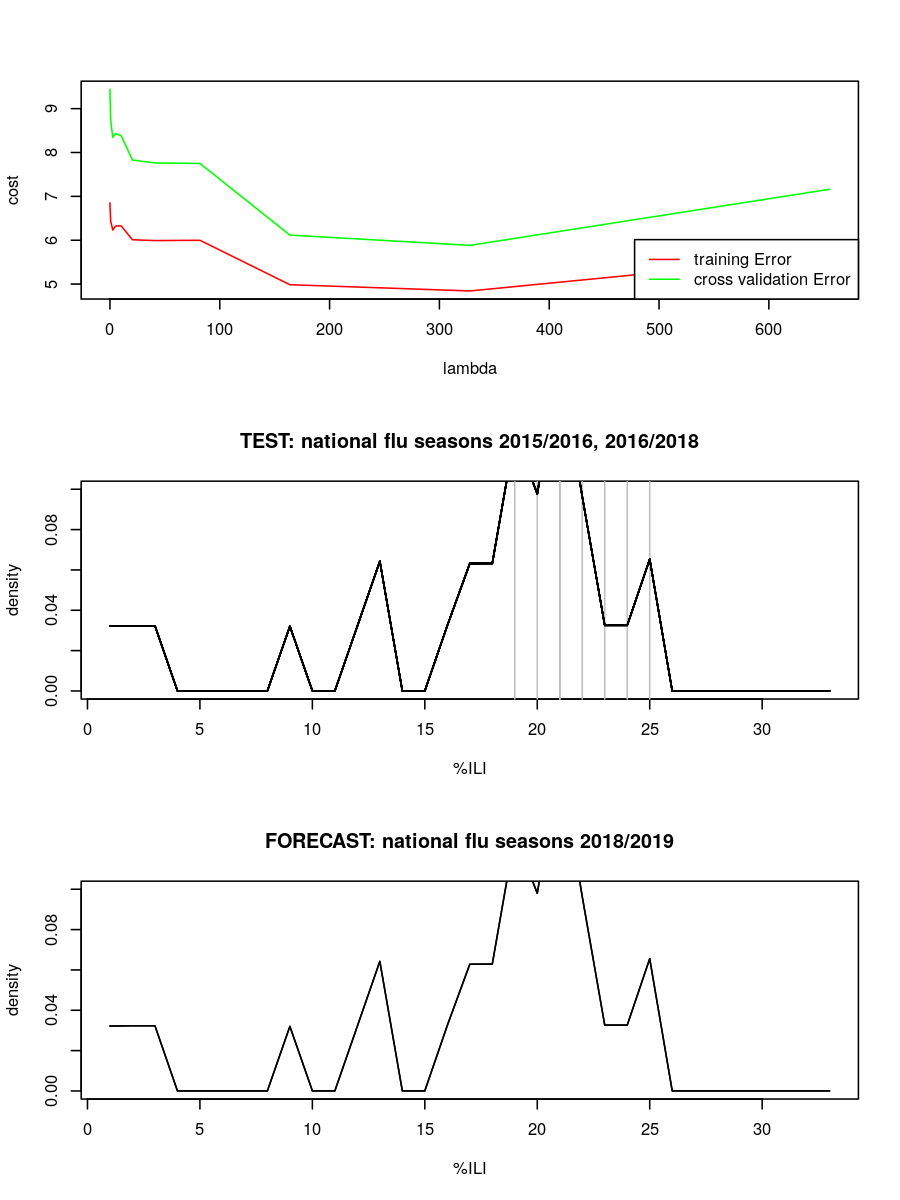 cost
9
8
7
6
5
training Error
cross validation Error
0 100 200 300 400 500 600
lambda
TEST: national flu seasons 2015/2016, 2016/2018
density
0.08
0.04
0.00
0 5 10 15 20 25 30
%ILI
FORECAST: national flu seasons 2018/2019
density
0.08
0.04
0.00
0 5 10 15 20 25 30
%ILI